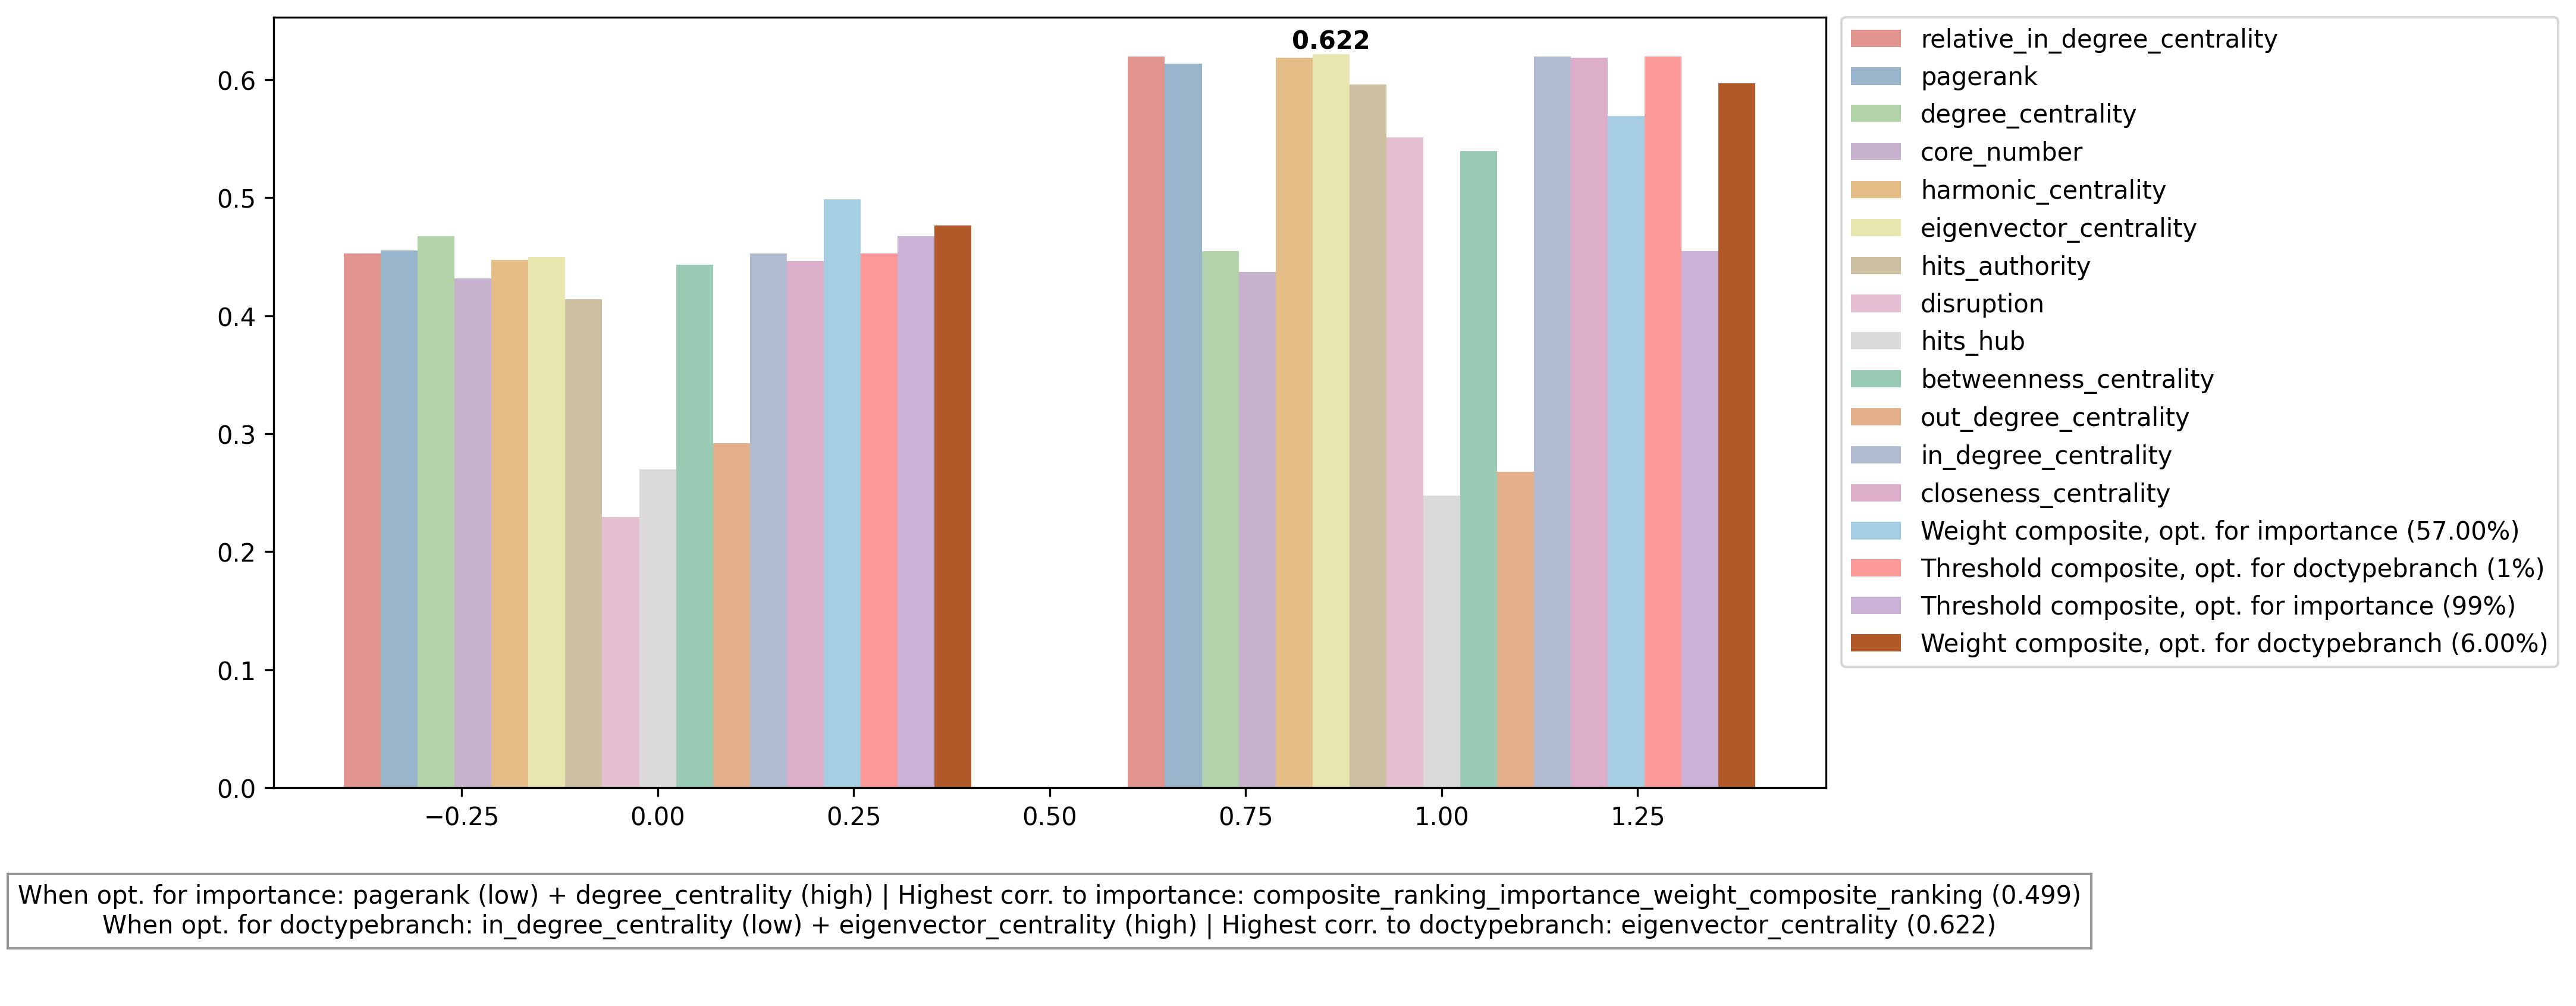 0.622
0.6
0.5
0.4
0.3
0.2
0.1
0.0
−0.25 0.00 0.25 0.50 0.75 1.00 1.25
relative_in_degree_centrality
pagerank
degree_centrality
core_number
harmonic_centrality
eigenvector_centrality
hits_authority
disruption
hits_hub
betweenness_centrality
out_degree_centrality
in_degree_centrality
closeness_centrality
Weight composite, opt. for importance (57.00%)
Threshold composite, opt. for doctypebranch (1%)
Threshold composite, opt. for importance (99%)
Weight composite, opt. for doctypebranch (6.00%)
When opt. for importance: pagerank (low) + degree_centrality (high) | Highest corr. to importance: composite_ranking_importance_weight_composite_ranking (0.499)
When opt. for doctypebranch: in_degree_centrality (low) + eigenvector_centrality (high) | Highest corr. to doctypebranch: eigenvector_centrality (0.622)